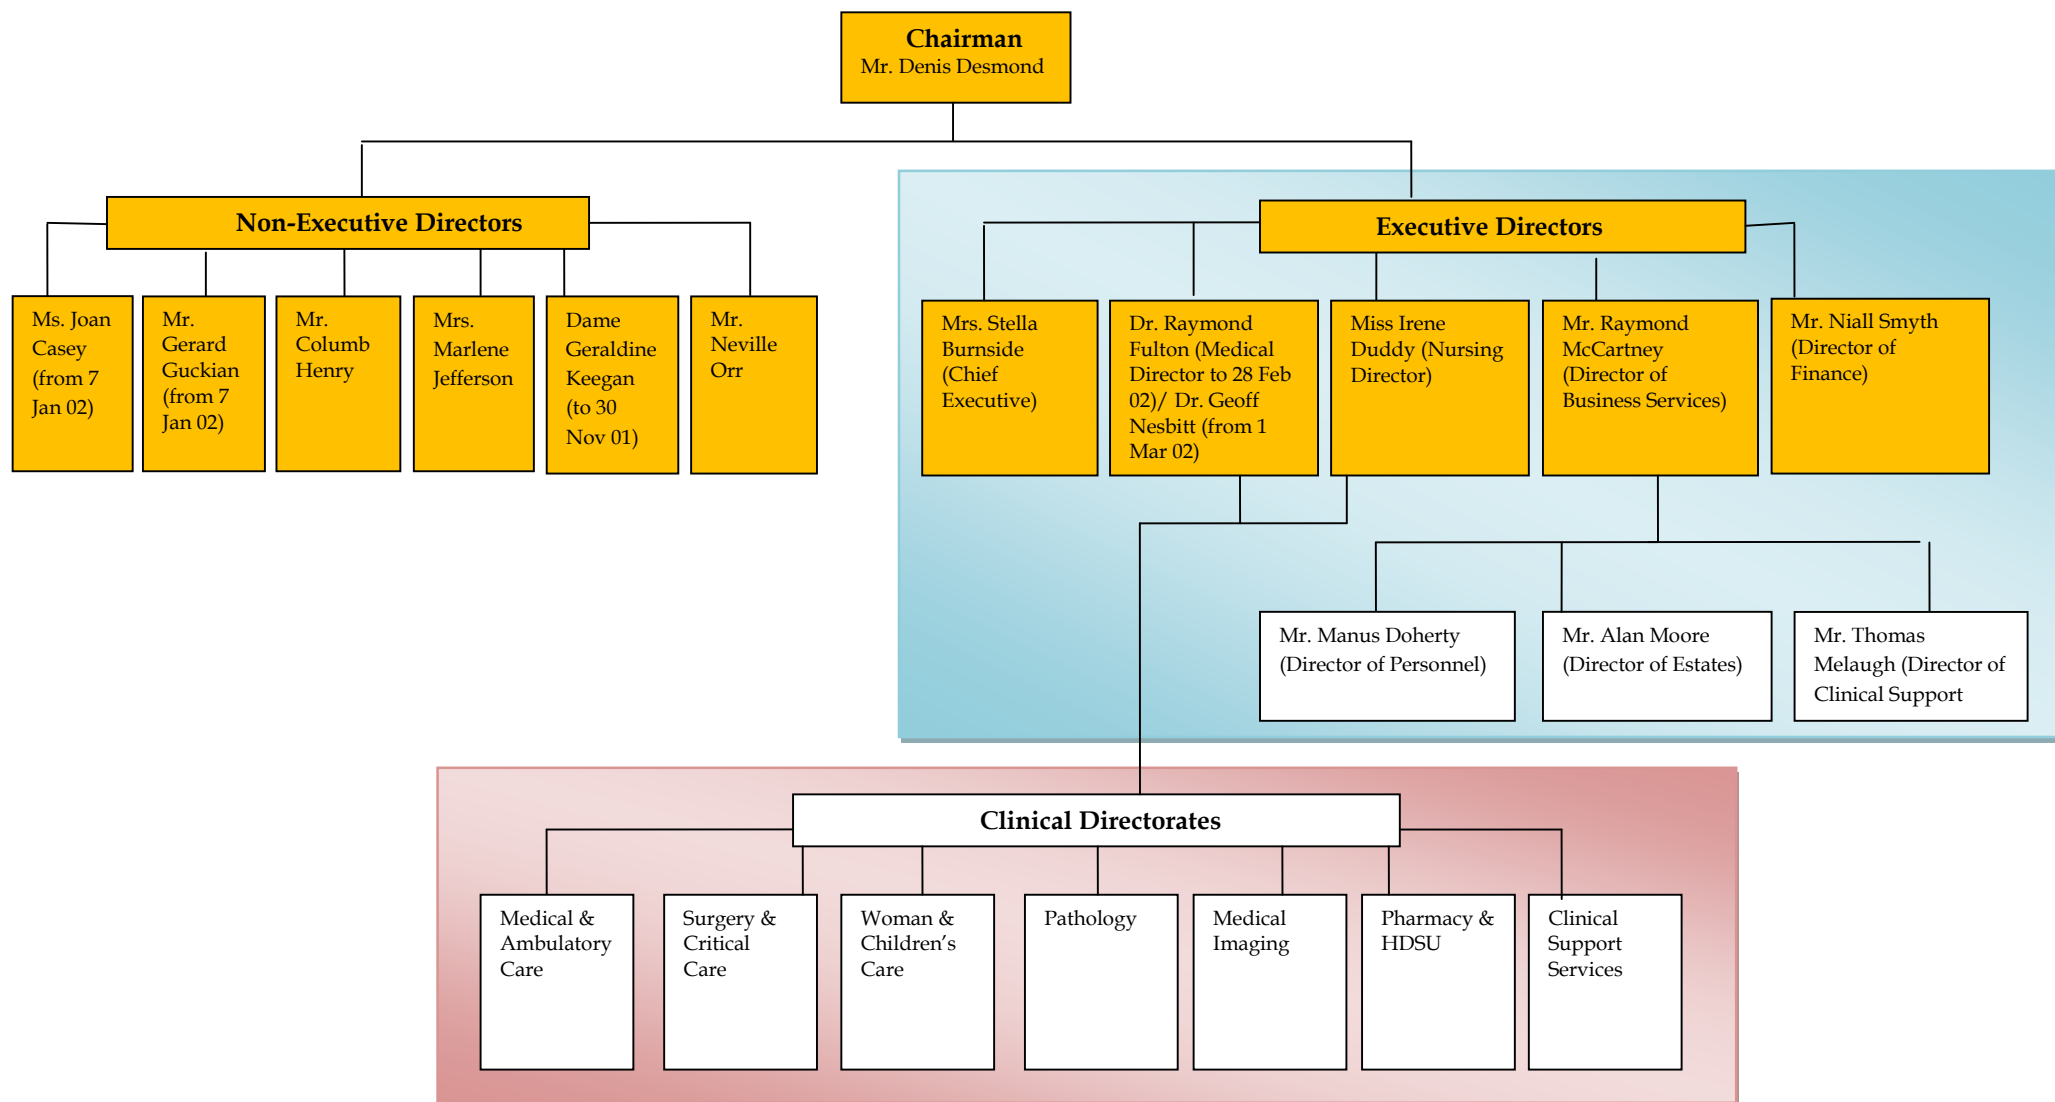 Chairman
Mr. Denis Desmond
Non-Executive Directors
Executive Directors
Ms. Joan
Casey
(from 7
Jan 02)
Mr.
Gerard
Guckian
(from 7
Jan 02)
Mr.
Columb
Henry
Mrs.
Marlene
Jefferson
Dame
Geraldine
Keegan
(to 30
Nov 01)
Mr.
Neville
Orr
Mrs. Stella
Burnside
(Chief
Executive)
Dr. Raymond
Fulton (Medical
Director to 28 Feb
02)/ Dr. Geoff
Nesbitt (from 1
Mar 02)
Miss Irene
Duddy (Nursing
Director)
Mr. Raymond
McCartney
(Director of
Business Services)
Mr. Niall Smyth
(Director of
Finance)
Mr. Manus Doherty
(Director of Personnel)
Mr. Alan Moore
(Director of Estates)
Mr. Thomas
Melaugh (Director of
Clinical Support
Clinical Directorates
Medical &
Ambulatory
Care
Surgery &
Critical
Care
Woman &
Children’s
Care
Pathology
Medical
Imaging
Pharmacy &
HDSU
Clinical
Support
Services